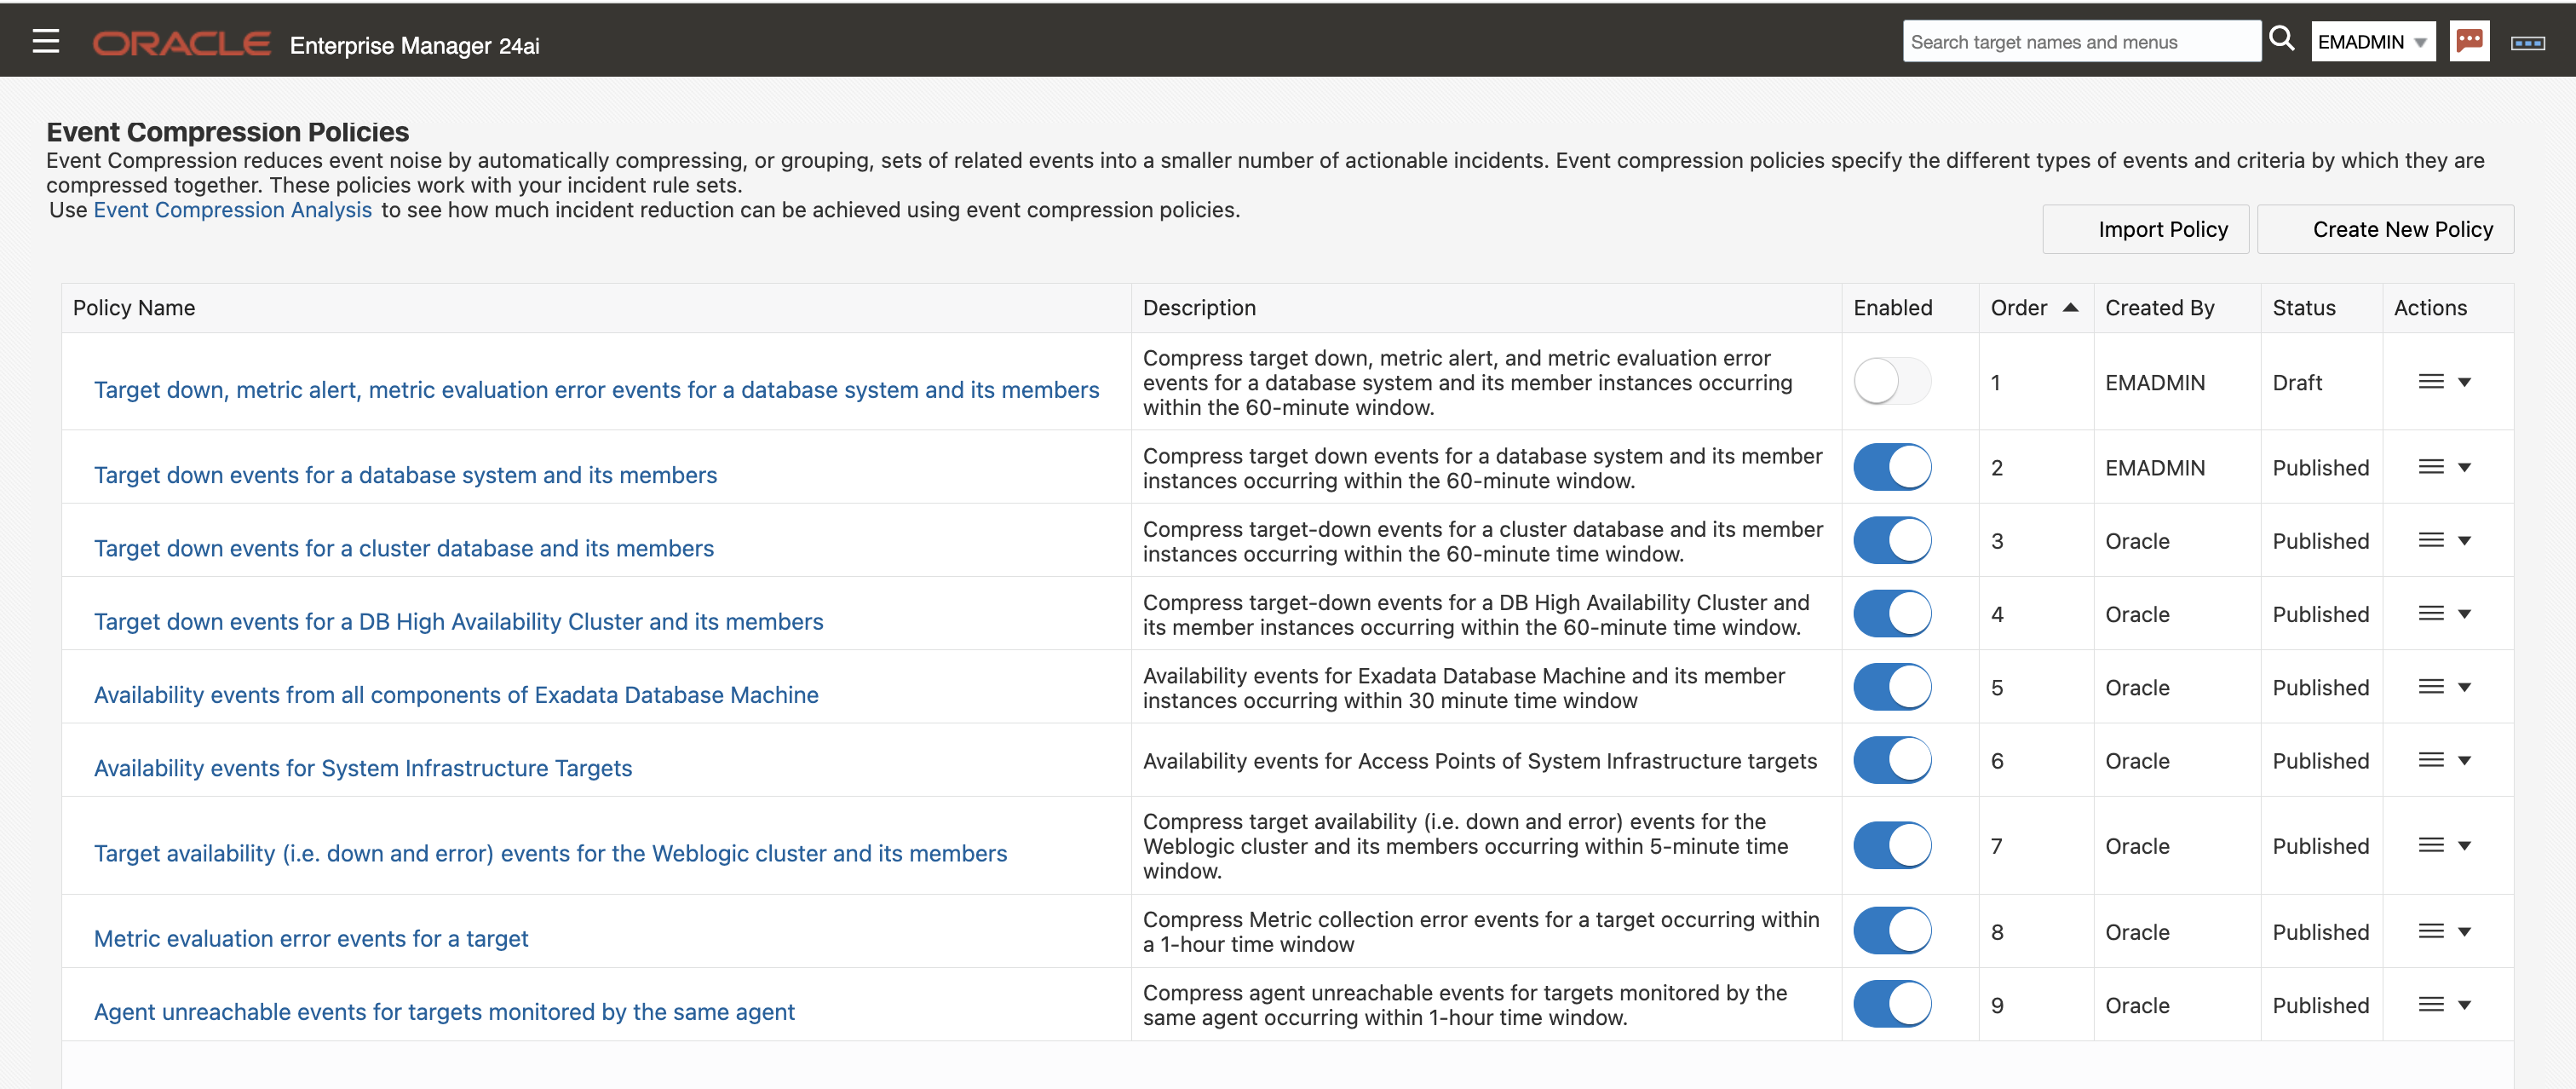 ORACLE Enterprise Manager 24ai
Search target names and menus
EMADMIN
Event Compression Policies
Event Compression reduces event noise by automatically compressing, or grouping, sets of related events into a smaller number of actionable incidents. Event compression policies specify the different types of events and criteria by which they are
compressed together. These policies work with your incident rule sets.
Use Event Compression Analysis to see how much incident reduction can be achieved using event compression policies.
Import Policy
Create New Policy
Policy Name Description Enabled Order Created By Status Actions
Target down, metric alert, metric evaluation error events for a database system and its members
Compress target down, metric alert, and metric evaluation error
events for a database system and its member instances occurring
within the 60-minute window.
1 EMADMIN Draft
Target down events for a database system and its members
Compress target down events for a database system and its member
instances occurring within the 60-minute window.
2 EMADMIN Published
Target down events for a cluster database and its members
Compress target-down events for a cluster database and its member
instances occurring within the 60-minute time window.
3 Oracle Published
Target down events for a DB High Availability Cluster and its members
Compress target-down events for a DB High Availability Cluster and
its member instances occurring within the 60-minute time window.
4 Oracle Published
Availability events from all components of Exadata Database Machine
Availability events for Exadata Database Machine and its member
instances occurring within 30 minute time window
5 Oracle Published
Availability events for System Infrastructure Targets
Availability events for Access Points of System Infrastructure targets
6 Oracle Published
Target availability (i.e. down and error) events for the Weblogic cluster and its members
Compress target availability (i.e. down and error) events for the
Weblogic cluster and its members occurring within 5-minute time
window.
7 Oracle Published
Metric evaluation error events for a target
Compress Metric collection error events for a target occurring within
a 1-hour time window
8 Oracle Published
Agent unreachable events for targets monitored by the same agent
Compress agent unreachable events for targets monitored by the
same agent occurring within 1-hour time window.
9 Oracle Published